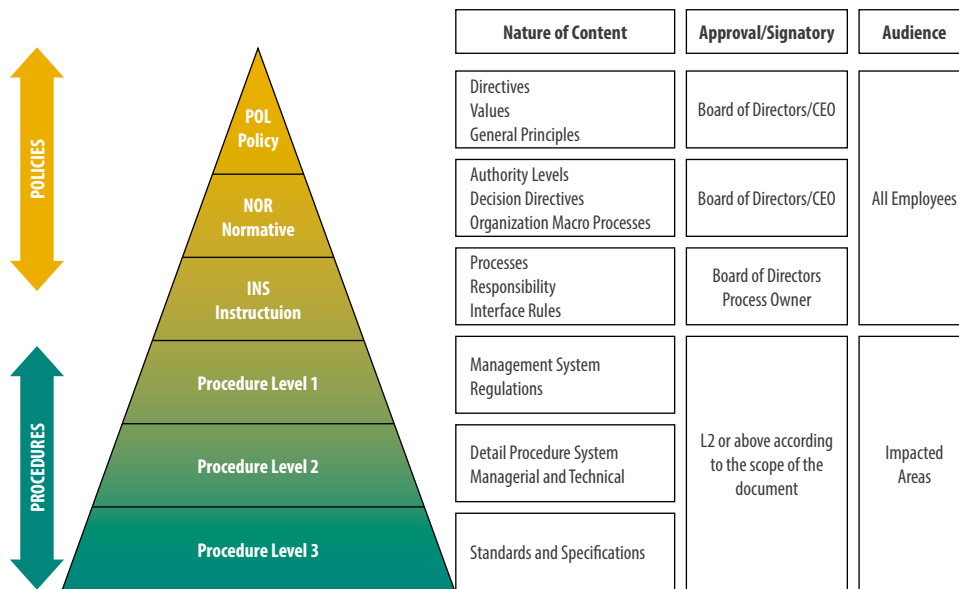 Nature of Content
Approval/Signatory
Audience
POLICIES
POL
Policy
Directives
Values
General Principles
Board of Directors/CEO
All Employees
NOR
Normative
Authority Levels
Decision Directives
Organization Macro Processes
Board of Directors/CEO
INS
Instructuion
Processes
Responsibility
Interface Rules
Board of Directors
Process Owner
PROCEDURES
Procedure Level 1
Management System
Regulations
L2 or above according
to the scope of the
document
Impacted
Areas
Procedure Level 2
Detail Procedure System
Managerial and Technical
Procedure Level 3
Standards and Specifications